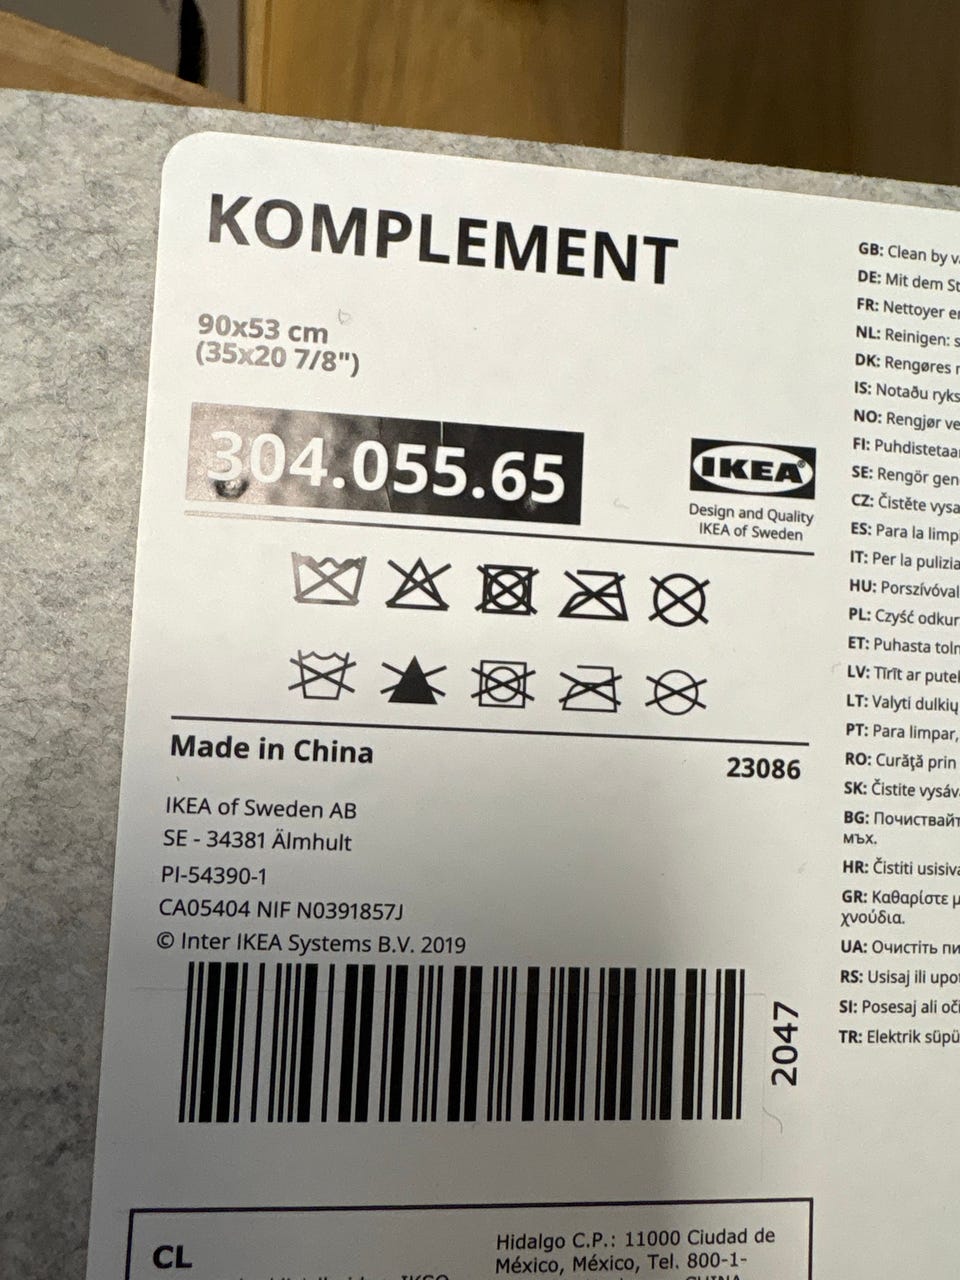 KOMPLEMENT
90x53 cm
(35x20 7/8")
304.055.65
IKEA®
Design and Quality
IKEA of Sweden
Made in China
23086
IKEA of Sweden AB
SE - 34381 Älmhult
PI-54390-1
CA05404 NIF N0391857J
© Inter IKEA Systems B.V. 2019
2047
CL
Hidalgo C.P.: 11000 Ciudad de
México, México, Tel. 800-1-
GB: Clean by
DE: Mit dem
FR: Nettoyer
NL: Reinigen:
DK: Rengøres
IS: Notaðu
NO: Rengjør
FI:
SE: Rengör
CZ: Čistěte
ES: Para la
IT: Per la
HU:
PL: Czyść
ET: Puhasta
LV: Tīrīt ar
LT: Valyti dulkių
PT: Para limpar,
RO: Curăţă prin
SK: Čistite
BG:
мъх.
HR: Čistiti
GR: Καθαρίστε
χνούδια.
UA: Очистіть
RS: Usisaj ili
SI: Posesaj ali
TR: Elektrik